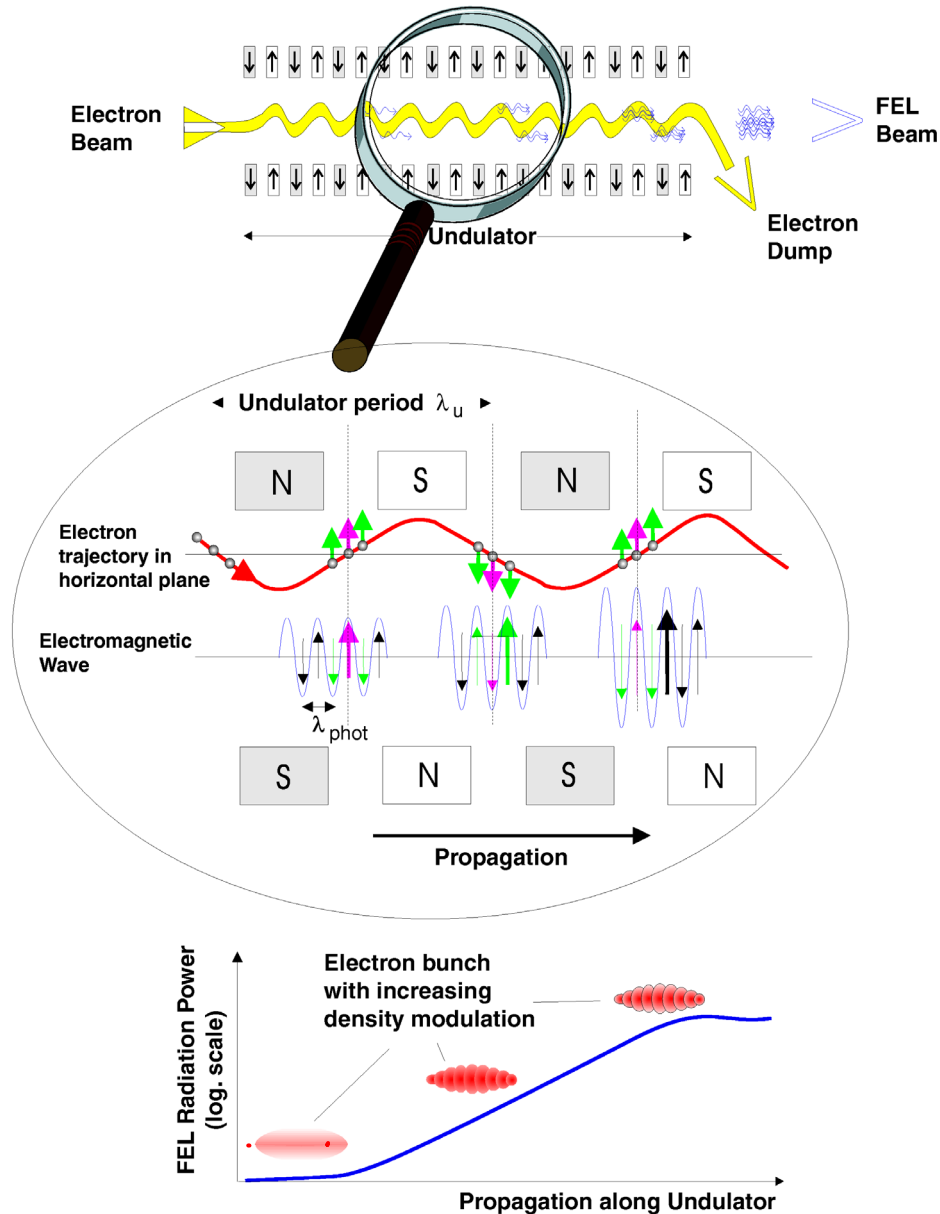 Electron
Beam
FEL
Beam
Undulator
Electron
Dump
Undulator period λu
N
S
N
S
Electron
trajectory in
horizontal plane
Electromagnetic
Wave
λphot
S
N
S
N
Propagation
Electron bunch
with increasing
density modulation
FEL Radiation Power
(log. scale)
Propagation along Undulator